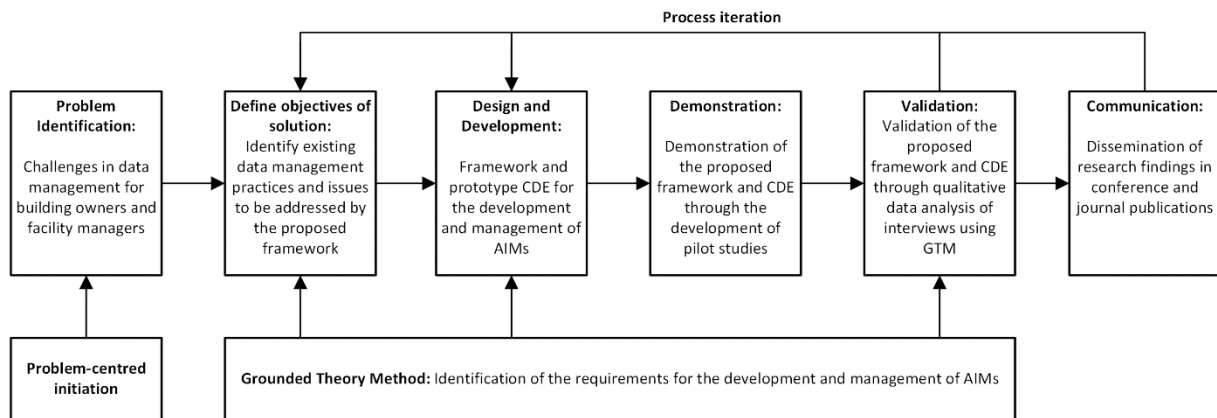 Process iteration
Problem
Identification:
Challenges in data
management for
building owners and
facility managers
Define objectives of
solution:
Identify existing
data management
practices and issues
to be addressed by
the proposed
framework
Design and
Development:
Framework and
prototype CDE for
the development
and management of
AIMs
Demonstration:
Demonstration of
the proposed
framework and CDE
through the
development of
pilot studies
Validation:
Validation of the
proposed
framework and CDE
through qualitative
data analysis of
interviews using
GTM
Communication:
Dissemination of
research findings in
conference and
journal publications
Problem-centred
initiation
Grounded Theory Method: Identification of the requirements for the development and management of AIMs